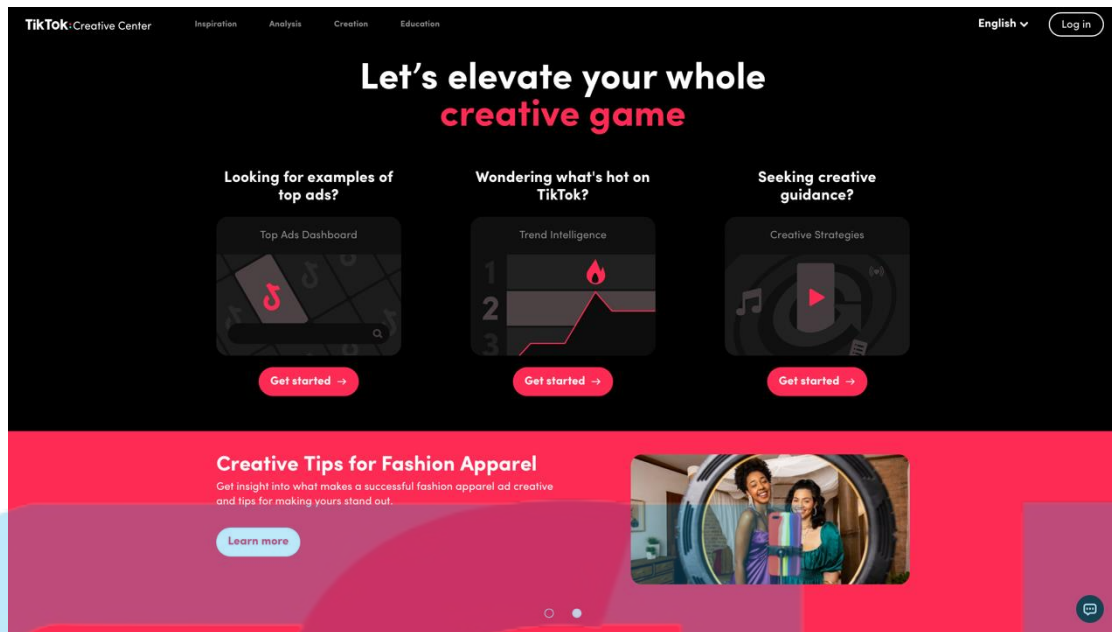 TikTok: Creative Center
Inspiration
Analysis
Creation
Education
English
Log in
Let's elevate your whole
creative game
Looking for examples of
top ads?
Top Ads Dashboard
Get started →
Wondering what's hot on
TikTok?
Trend Intelligence
1
2
3
Get started →
Seeking creative
guidance?
Creative Strategies
Get started →
Creative Tips for Fashion Apparel
Get insight into what makes a successful fashion apparel ad creative
and tips for making yours stand out.
Learn more